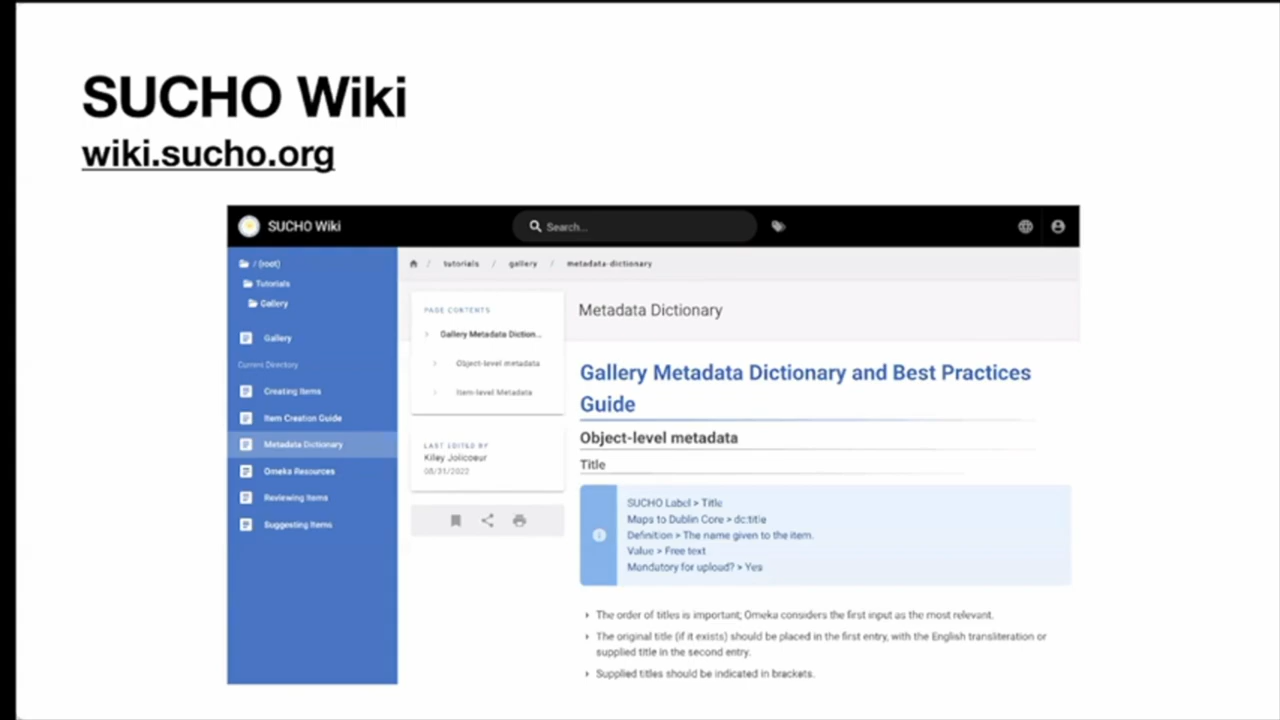 SUCHO Wiki
wiki.sucho.org
SUCHO Wiki
Search...
/ (root)
Tutorials
Gallery
Gallery
Current Directory
Creating Items
Item Creation Guide
Metadata Dictionary
Omeka Resources
Reviewing Items
Suggesting Items
/ tutorials / gallery / metadata-dictionary
PAGE CONTENTS
Gallery Metadata Diction...
Object-level metadata
Item-level Metadata
LAST EDITED BY
Kiley Jolicoeur
08/31/2022
Metadata Dictionary
Gallery Metadata Dictionary and Best Practices
Guide
Object-level metadata
Title
SUCHO Label > Title
Maps to Dublin Core > dc:title
Definition > The name given to the item.
Value > Free text
Mandatory for upload? > Yes
The order of titles is important; Omeka considers the first input as the most relevant.
The original title (if it exists) should be placed in the first entry, with the English transliteration or
supplied title in the second entry.
Supplied titles should be indicated in brackets.